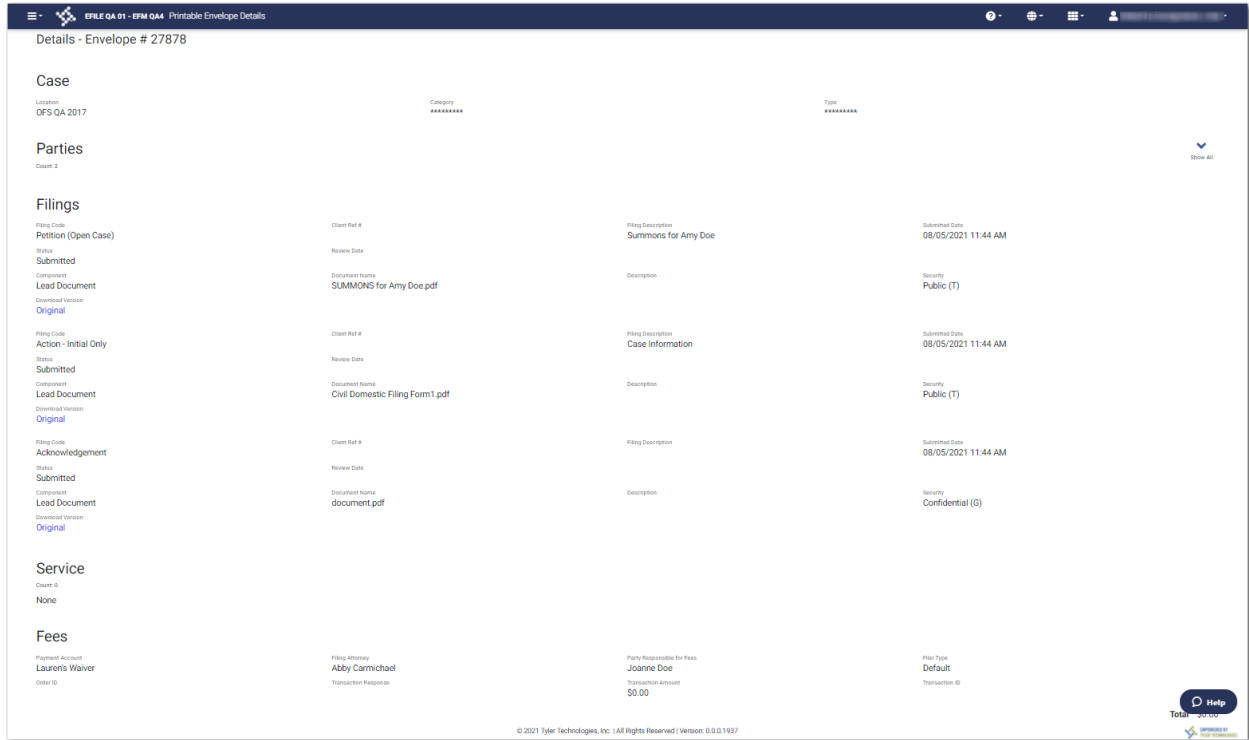 EFILE QA 01 - EFM QA4 Printable Envelope Details
Details - Envelope # 27878
Case
Location Category Type
OFS QA 2017 ********* *********
Parties
Count: 2
Show All
Filings
Filing Code Client Ref # Filing Description Submitted Date
Petition (Open Case) Summons for Amy Doe 08/05/2021 11:44 AM
Status Review Date
Submitted
Component Document Name Description Security
Lead Document SUMMONS for Amy Doe.pdf Public (T)
Download Version
Original
Filing Code Client Ref # Filing Description Submitted Date
Action - Initial Only Case Information 08/05/2021 11:44 AM
Status Review Date
Submitted
Component Document Name Description Security
Lead Document Civil Domestic Filing Form1.pdf Public (T)
Download Version
Original
Filing Code Client Ref # Filing Description Submitted Date
Acknowledgement 08/05/2021 11:44 AM
Status Review Date
Submitted
Component Document Name Description Security
Lead Document document.pdf Confidential (G)
Download Version
Original
Service
Count: 0
None
Fees
Payment Account Filing Attorney Party Responsible for Fees Filer Type
Lauren's Waiver Abby Carmichael Joanne Doe Default
Order ID Transaction Response Transaction Amount Transaction ID
$0.00
Help
Total $0.00
© 2021 Tyler Technologies, Inc. | All Rights Reserved | Version: 0.0.0.1937
EMPOWERED BY
TYLER TECHNOLOGIES